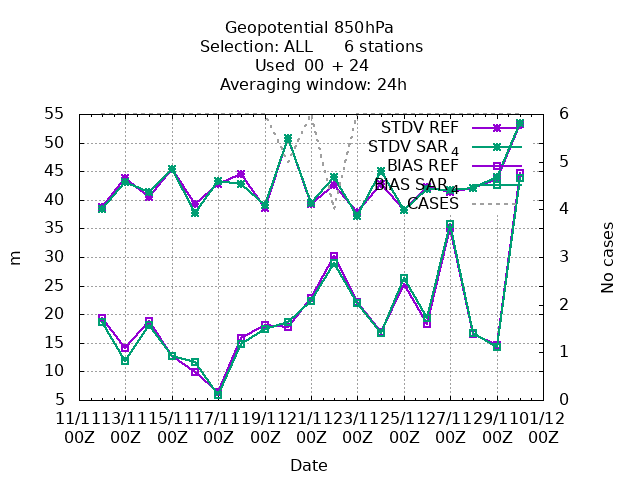 Geopotential 850hPa
Selection: ALL 6 stations
Used 00 + 24
Averaging window: 24h
55
50
45
40
35
30
25
20
15
10
5
6
5
4
3
2
1
0
STDV REF
STDV SAR4
BIAS REF
BIAS SAR4
CASES
m
No cases
11/11 13/11 15/11 17/11 19/11 21/11 23/11 25/11 27/11 29/11 01/12
00Z 00Z 00Z 00Z 00Z 00Z 00Z 00Z 00Z 00Z 00Z
Date